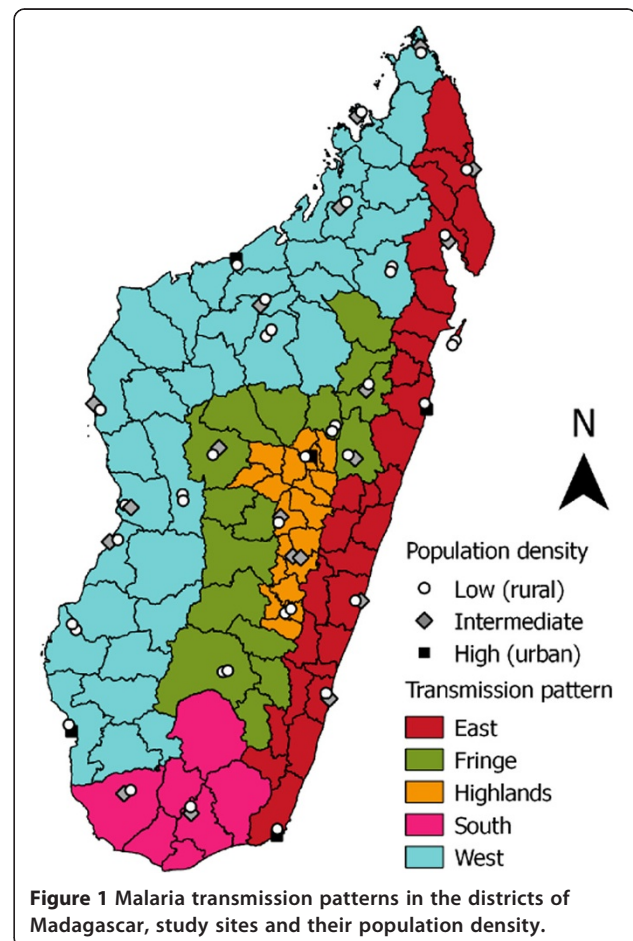 N
Population density
Low (rural)
Intermediate
High (urban)
Transmission pattern
East
Fringe
Highlands
South
West
Figure 1 Malaria transmission patterns in the districts of
Madagascar, study sites and their population density.